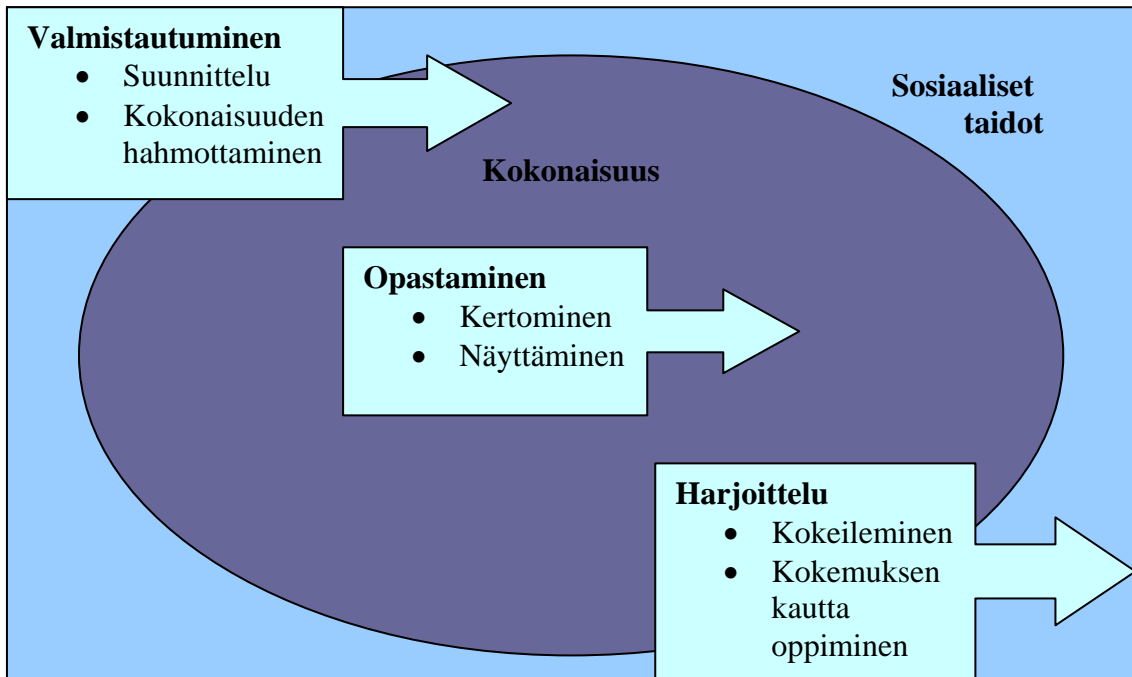 Valmistautuminen
• Suunnittelu
• Kokonaisuuden
hahmottaminen
Sosiaaliset
taidot
Kokonaisuus
Opastaminen
• Kertominen
• Näyttäminen
Harjoittelu
• Kokeileminen
• Kokemuksen
kautta
oppiminen